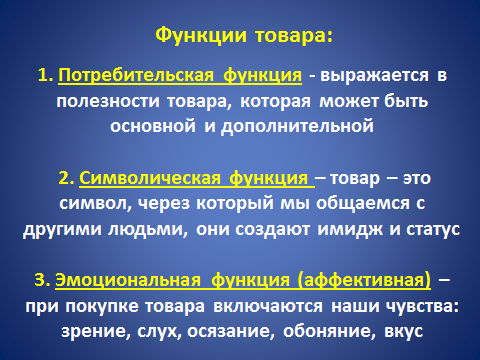 Функции товара:
1. Потребительская функция - выражается в
полезности товара, которая может быть
основной и дополнительной
2. Символическая функция – товар – это
символ, через который мы общаемся с
другими людьми, они создают имидж и статус
3. Эмоциональная функция (аффективная) –
при покупке товара включаются наши чувства:
зрение, слух, осязание, обоняние, вкус